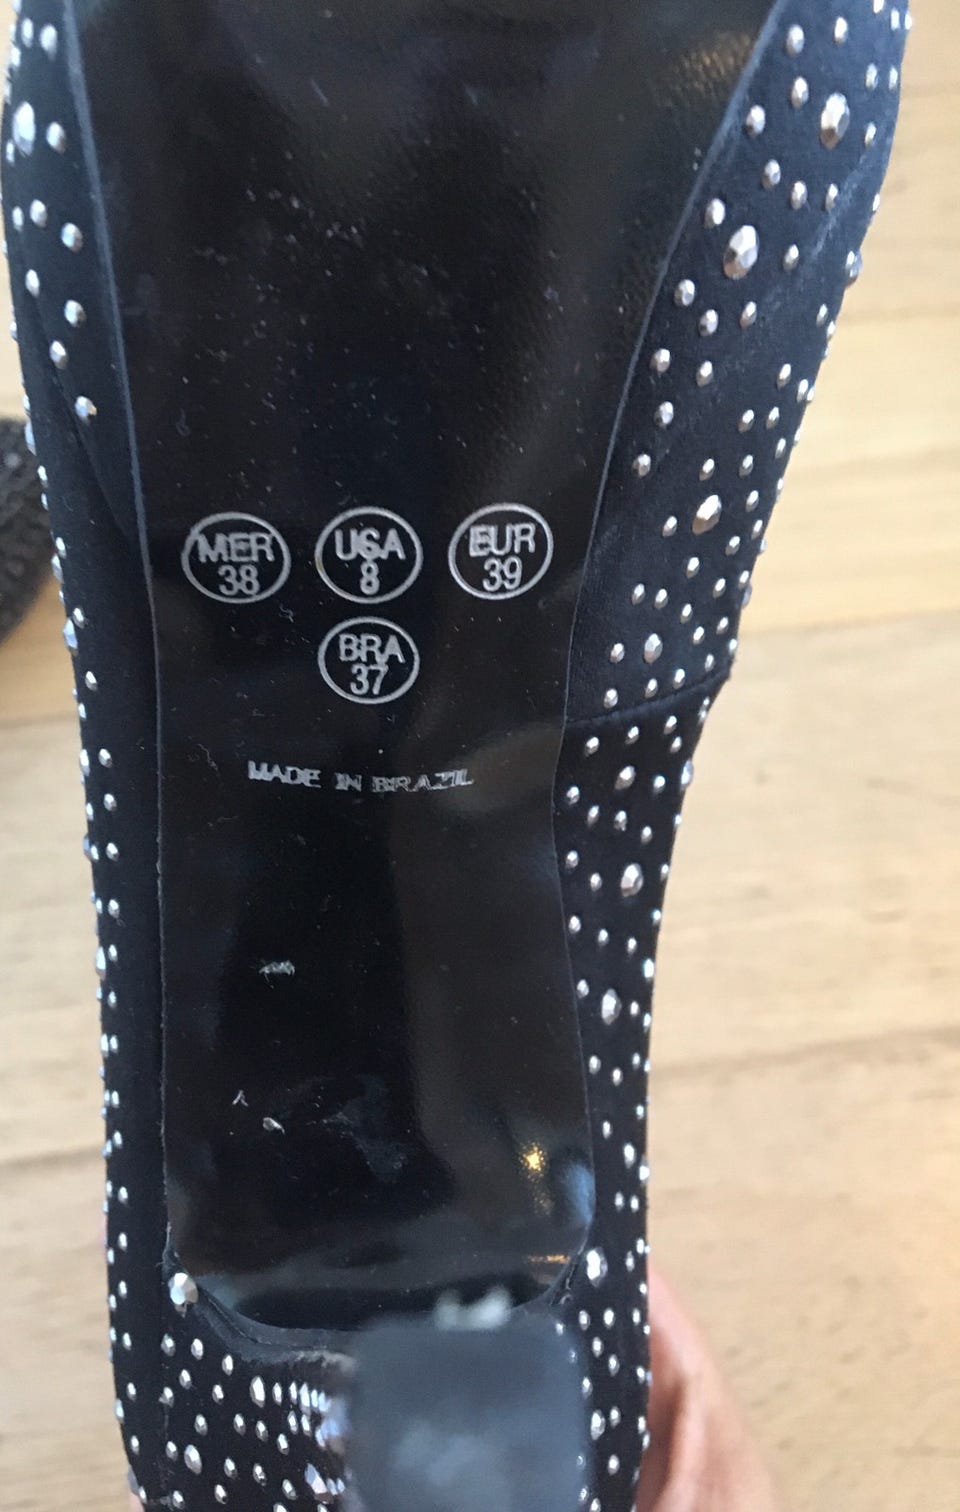 MER USA EUR
38 8 39
BRA
37
MADE IN BRAZIL